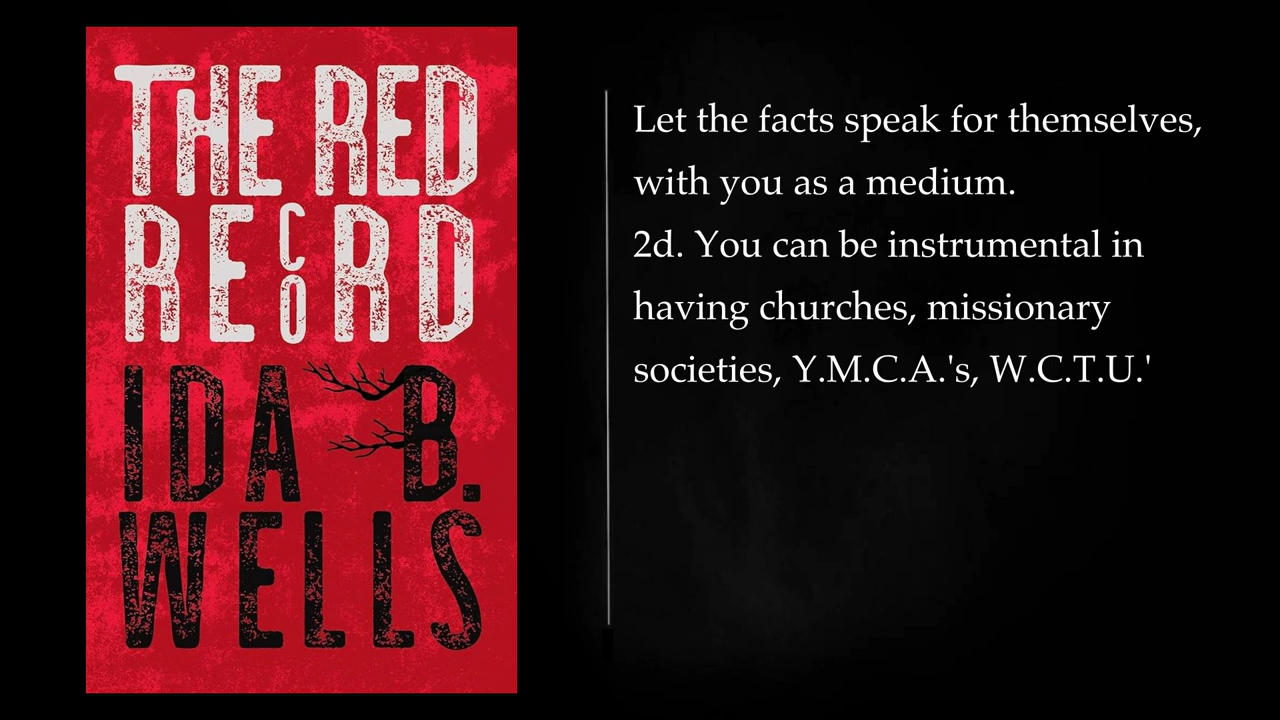 THE RED
RECORD
IDA B.
WELLS
Let the facts speak for themselves,
with you as a medium.
2d. You can be instrumental in
having churches, missionary
societies, Y.M.C.A.'s, W.C.T.U.'